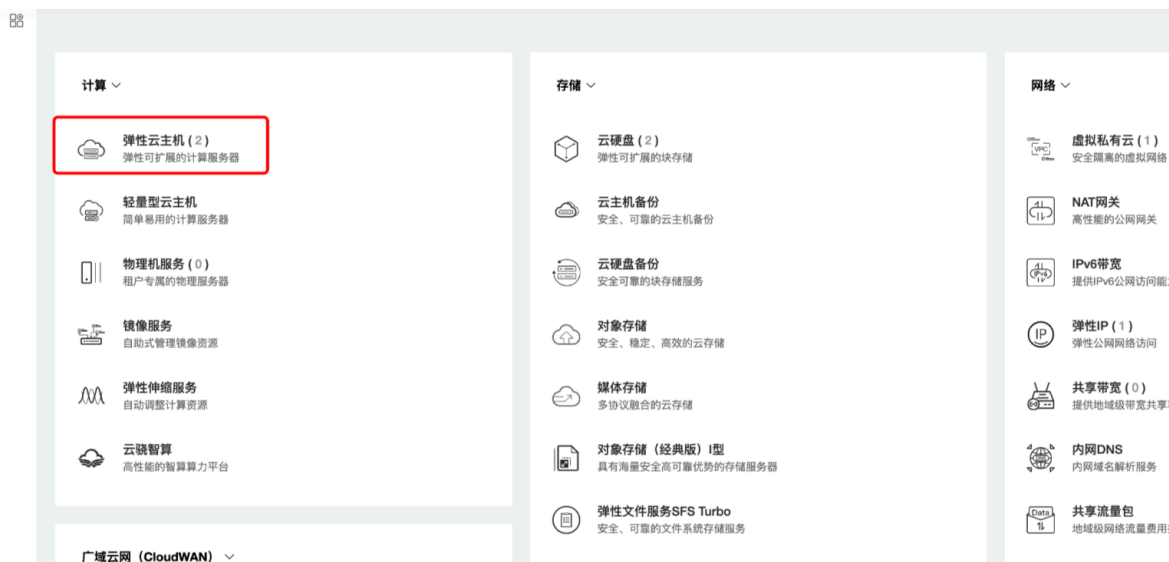 计算
弹性云主机 ( 2 )
弹性可扩展的计算服务器
轻量型云主机
简单易用的计算服务器
物理机服务 ( 0 )
租户专属的物理服务器
镜像服务
自助式管理镜像资源
弹性伸缩服务
自动调整计算资源
云骁智算
高性能的智算算力平台
广域云网（CloudWAN）
存储
云硬盘 ( 2 )
弹性可扩展的块存储
云主机备份
安全、可靠的云主机备份
云硬盘备份
安全可靠的块存储服务
对象存储
安全、稳定、高效的云存储
媒体存储
多协议融合的云存储
对象存储（经典版）I型
具有海量安全高可靠优势的存储服务器
弹性文件服务SFS Turbo
安全、可靠的文件系统存储服务
网络
VPC
虚拟私有云 ( 1 )
安全隔离的虚拟网络
NAT网关
高性能的公网网关
IPv6
IPv6带宽
提供IPv6公网访问能
IP
弹性IP ( 1 )
弹性公网网络访问
共享带宽 ( 0 )
提供地域级带宽共享
内网DNS
内网域名解析服务
Data
共享流量包
地域级网络流量费用